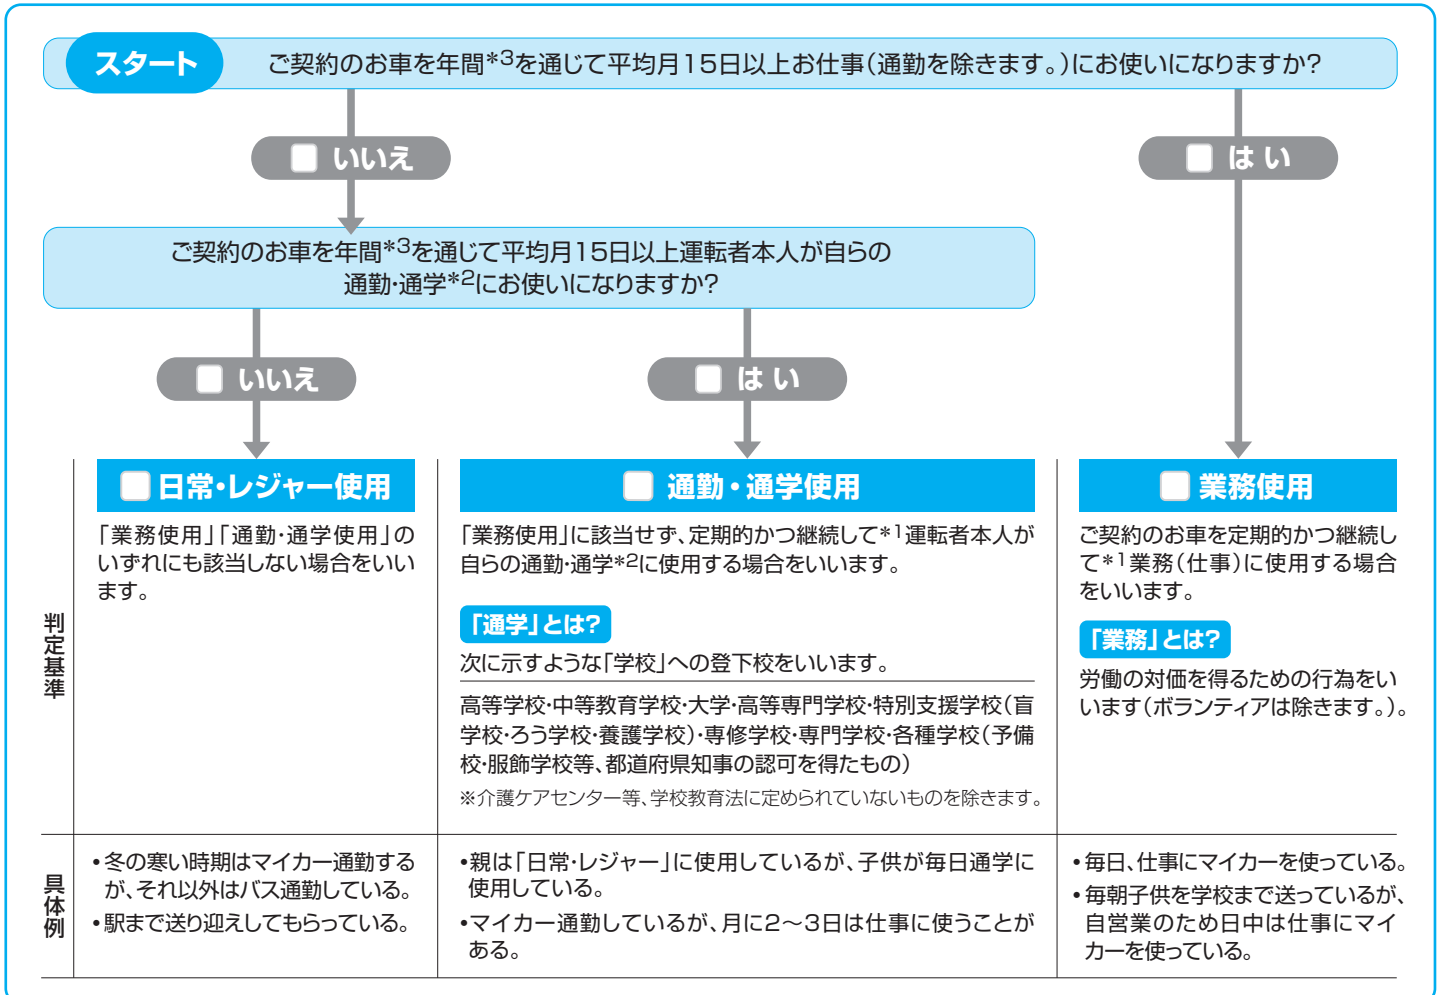 スタート
ご契約のお車を年間*3を通じて平均月15日以上お仕事(通勤を除きます。)にお使いになりますか?
いいえ
はい
ご契約のお車を年間*3を通じて平均月15日以上運転者本人が自らの
通勤・通学*2にお使いになりますか?
いいえ
はい
判定基準
日常・レジャー使用
「業務使用」「通勤・通学使用」の
いずれにも該当しない場合をいい
ます。
通勤・通学使用
「業務使用」に該当せず、定期的かつ継続して*1運転者本人が
自らの通勤・通学*2に使用する場合をいいます。
「通学」とは?
次に示すような「学校」への登下校をいいます。
高等学校・中等教育学校・大学・高等専門学校・特別支援学校(盲
学校・ろう学校・養護学校)・専修学校・専門学校・各種学校(予備
校・服飾学校等、都道府県知事の認可を得たもの)
※介護ケアセンター等、学校教育法に定められていないものを除きます。
業務使用
ご契約のお車を定期的かつ継続し
て*1業務(仕事)に使用する場合
をいいます。
「業務」とは?
労働の対価を得るための行為をい
います(ボランティアは除きます。)。
具体例
•冬の寒い時期はマイカー通勤する
が、それ以外はバス通勤している。
•駅まで送り迎えしてもらっている。
•親は「日常・レジャー」に使用しているが、子供が毎日通学に
使用している。
•マイカー通勤しているが、月に2〜3日は仕事に使うことが
ある。
•毎日、仕事にマイカーを使っている。
•毎朝子供を学校まで送っているが、
自営業のため日中は仕事にマイ
カーを使っている。